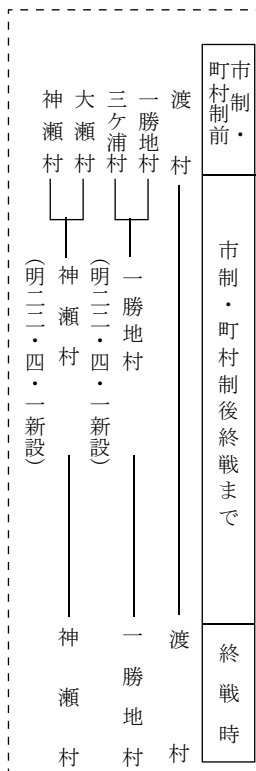 市制・
町村制前
市制・町村制後終戦まで
終戦時
渡村
渡村
一勝地村
三ケ浦村
一勝地村
(明二二・四・一新設)
一勝地村
大瀬村
神瀬村
神瀬村
(明二二・四・一新設)
神瀬村